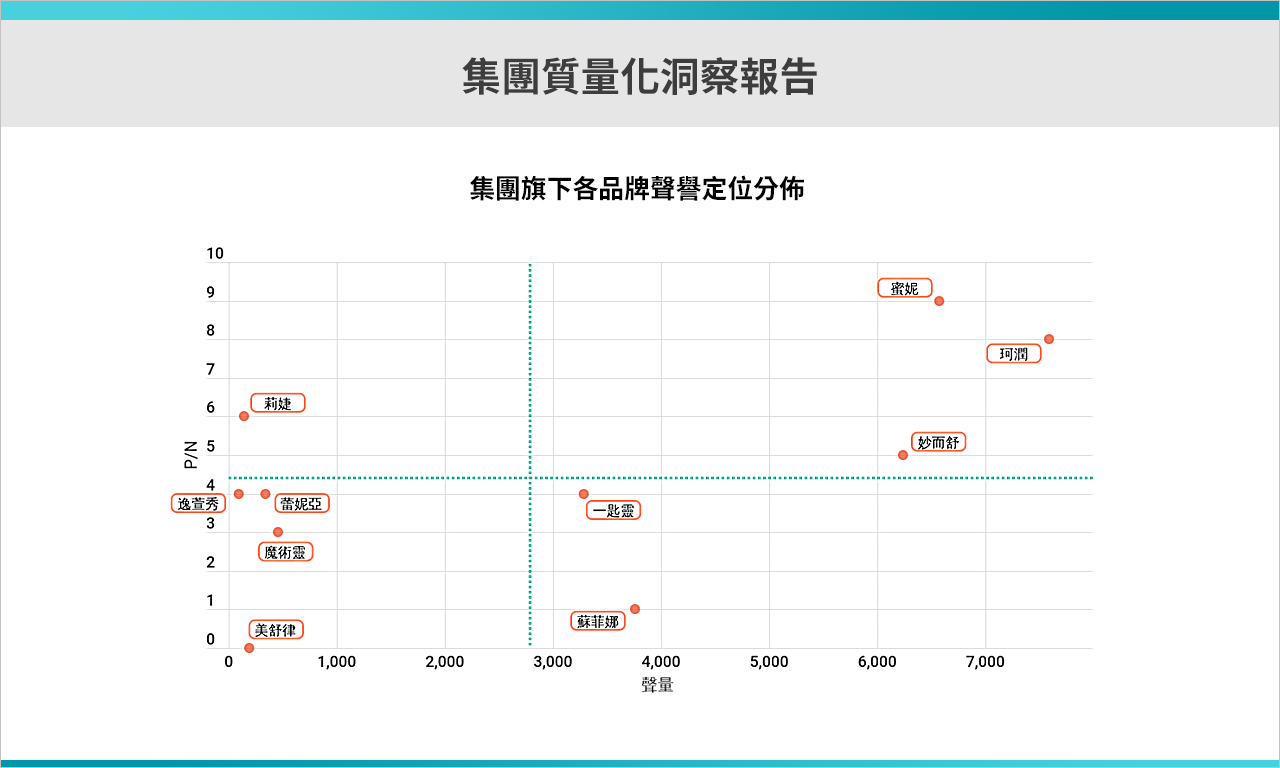 集團質量化洞察報告
集團旗下各品牌聲譽定位分佈
10
9
蜜妮
8
珂潤
7
莉婕
6
P/N
5
妙而舒
4
逸萱秀
蕾妮亞
一匙靈
3
魔術靈
2
1
蘇菲娜
美舒律
0
0 1,000 2,000 3,000 4,000 5,000 6,000 7,000
聲量